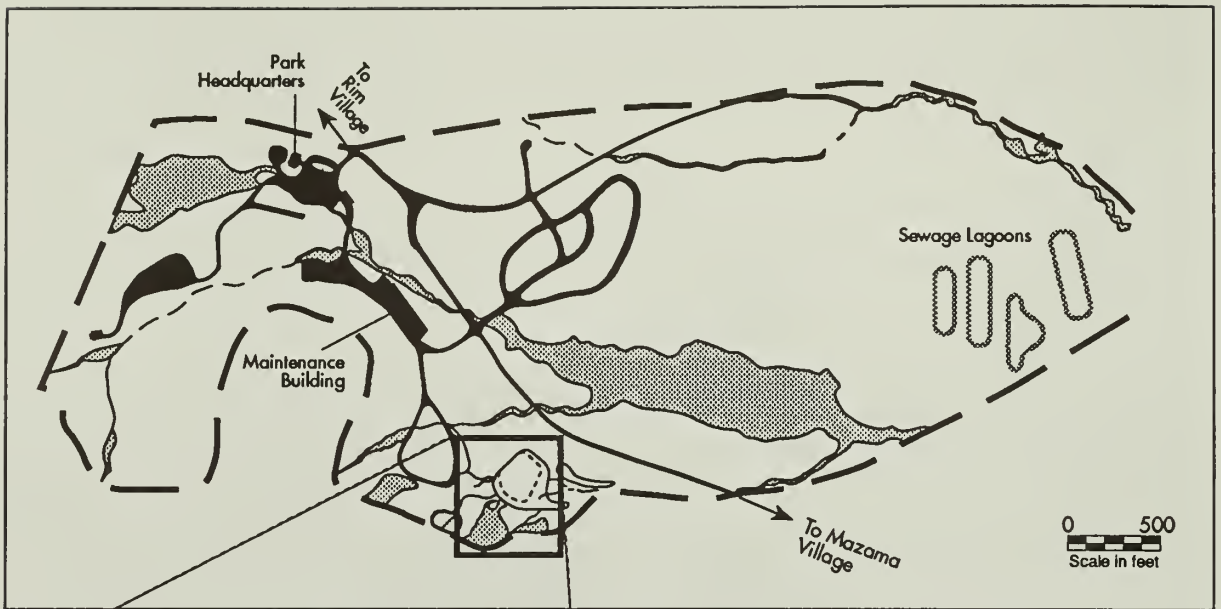 Park
Headquarters
To
Rim
Village
Sewage Lagoons
Maintenance
Building
To Mazama
Village
0 500
Scale in feet